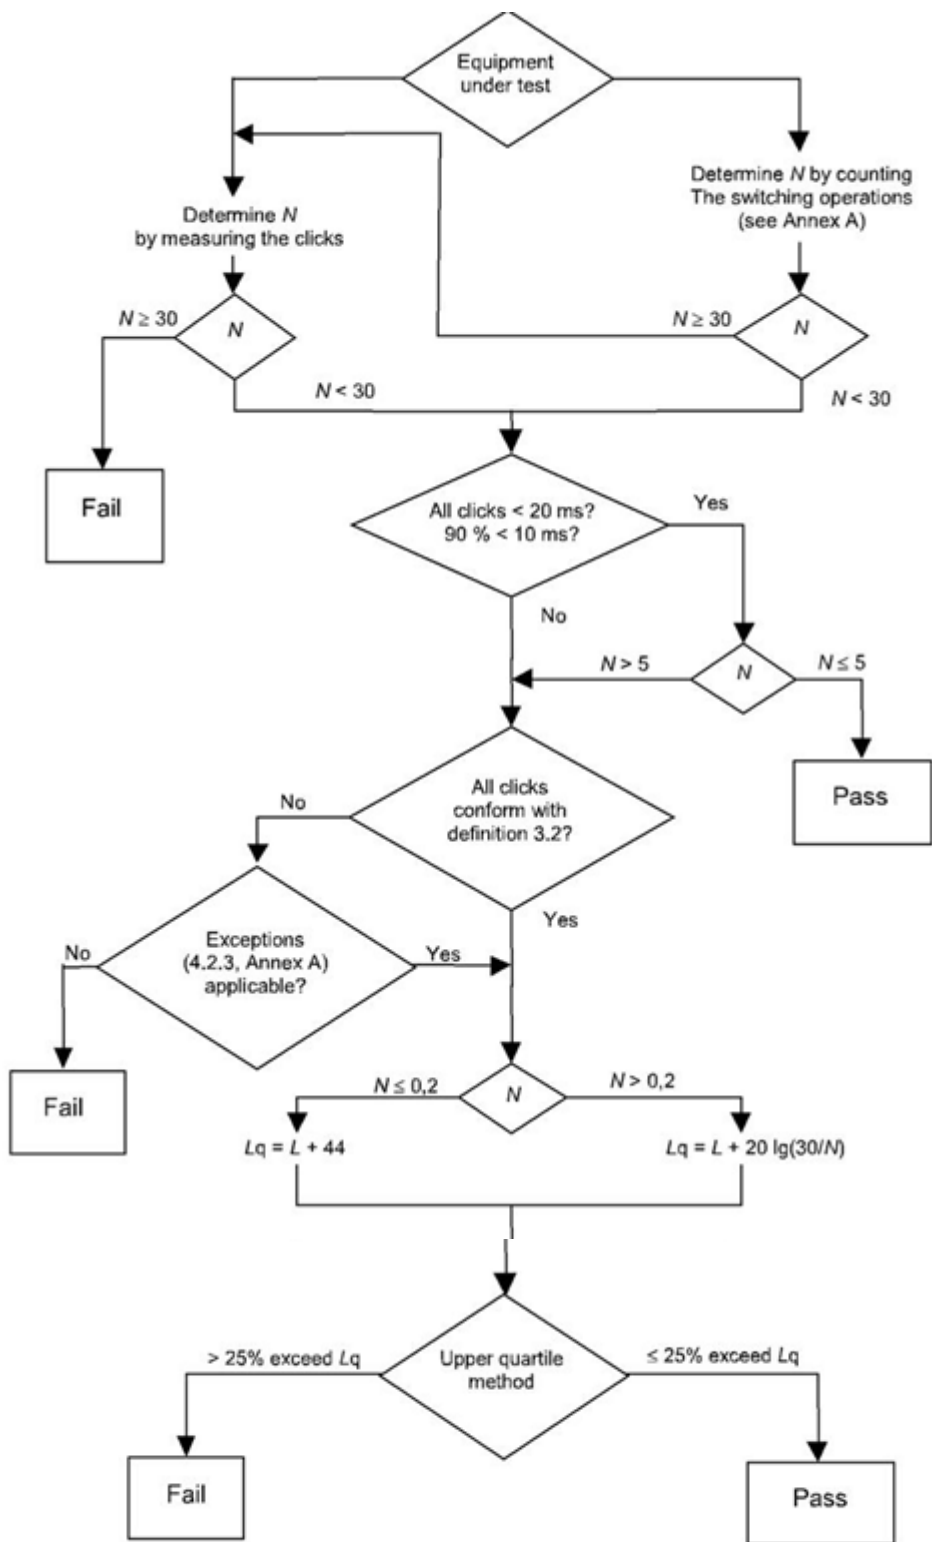 Equipment
under test
Determine N by counting
The switching operations
(see Annex A)
Determine N
by measuring the clicks
N ≥ 30
N
N ≥ 30
N
N < 30
N < 30
Fail
All clicks < 20 ms?
90 % < 10 ms?
Yes
No
N > 5
N
N ≤ 5
Pass
All clicks
conform with
definition 3.2?
No
Yes
Exceptions
(4.2.3, Annex A)
applicable?
No
Yes
Fail
N ≤ 0,2
N
N > 0,2
Lq = L + 44
Lq = L + 20 lg(30/N)
> 25% exceed Lq
Upper quartile
method
≤ 25% exceed Lq
Fail
Pass